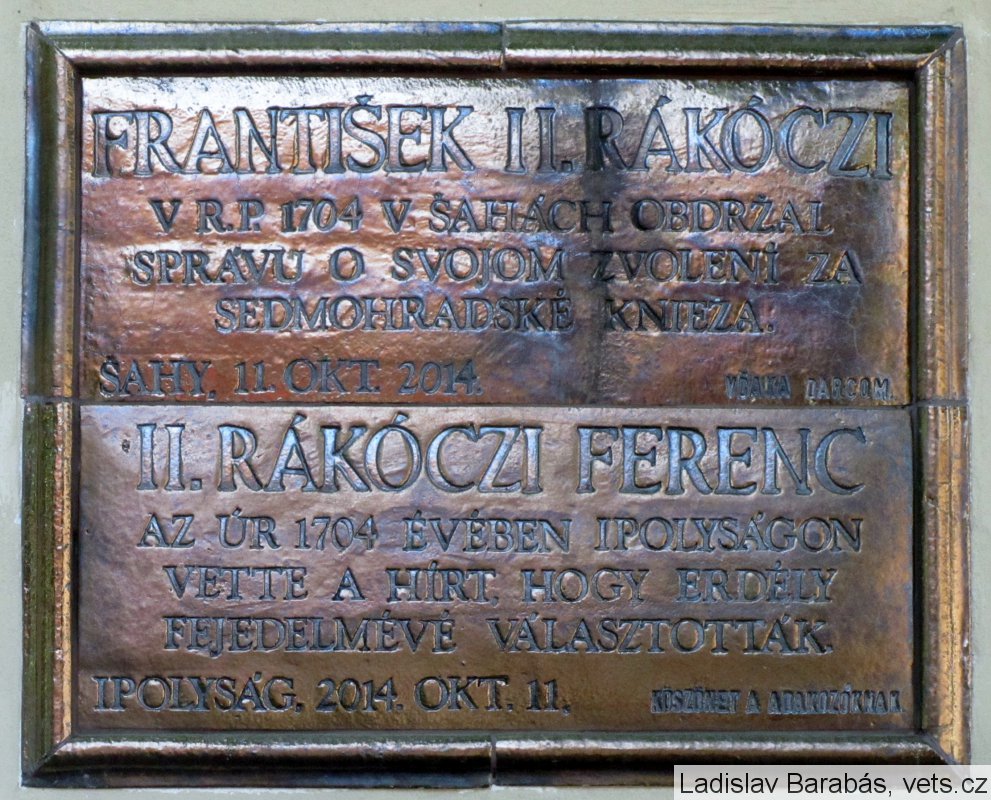 FRANTIŠEK II. RÁKÓCZI
V R.P. 1704 V ŠAHÁCH OBDRŽAL
SPRÁVU O SVOJOM ZVOLENÍ ZA
SEDMOHRADSKÉ KNIEŽA.
ŠAHY, 11. OKT. 2014. VĎAKA DARCOM.
II. RÁKÓCZI FERENC
AZ ÚR 1704 ÉVÉBEN IPOLYSÁGON
VETTE A HÍRT, HOGY ERDÉLY
FEJEDELMÉVÉ VÁLASZTOTTÁK.
IPOLYSÁG, 2014. OKT. 11. KÖSZÖNET A ADAKOZÓKNAK
Ladislav Barabás, vets.cz